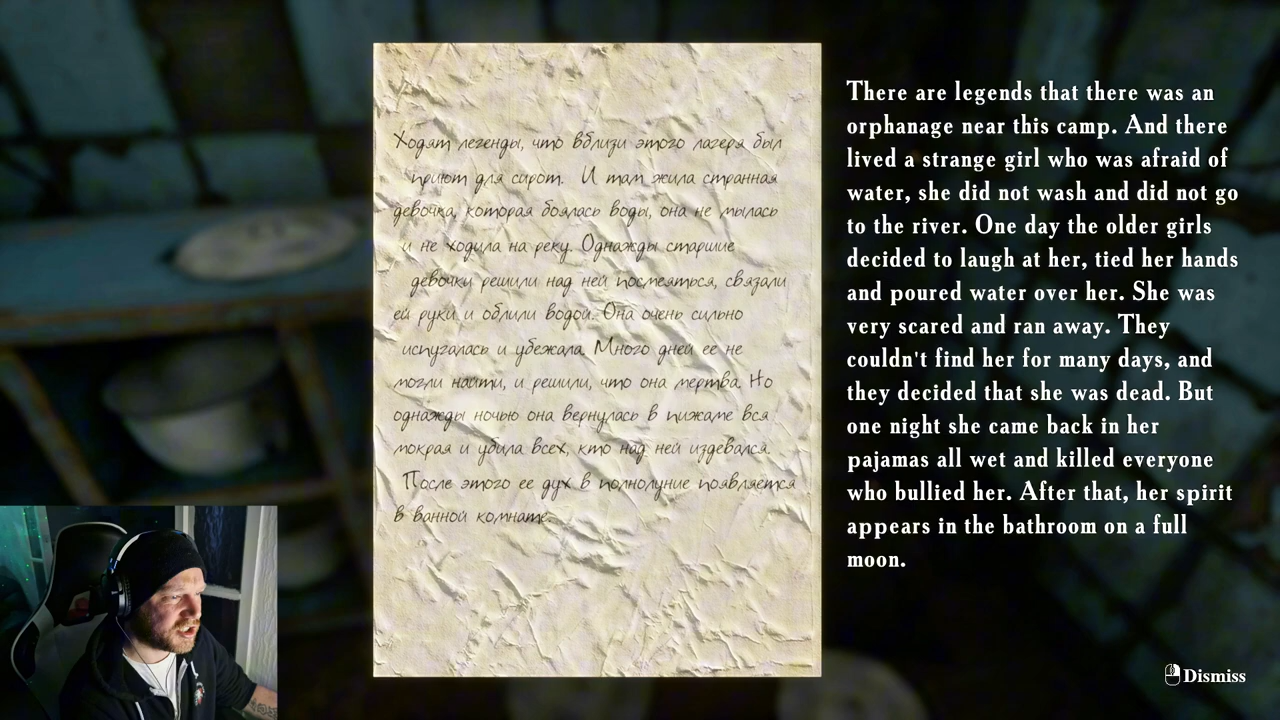 Ходят легенды, что вблизи этого лагеря был
приют для сирот. И там жила странная
девочка, которая боялась воды, она не мылась
и не ходила на реку. Однажды старшие
девочки решили над ней посмеяться, связали
ей руки и облили водой. Она очень сильно
испугалась и убежала. Много дней ее не
могли найти, и решили, что она мертва. Но
однажды ночью она вернулась в пижаме вся
мокрая и убила всех, кто над ней издевался.
После этого ее дух в полнолуние появляется
в ванной комнате.
There are legends that there was an
orphanage near this camp. And there
lived a strange girl who was afraid of
water, she did not wash and did not go
to the river. One day the older girls
decided to laugh at her, tied her hands
and poured water over her. She was
very scared and ran away. They
couldn't find her for many days, and
they decided that she was dead. But
one night she came back in her
pajamas all wet and killed everyone
who bullied her. After that, her spirit
appears in the bathroom on a full
moon.
Dismiss